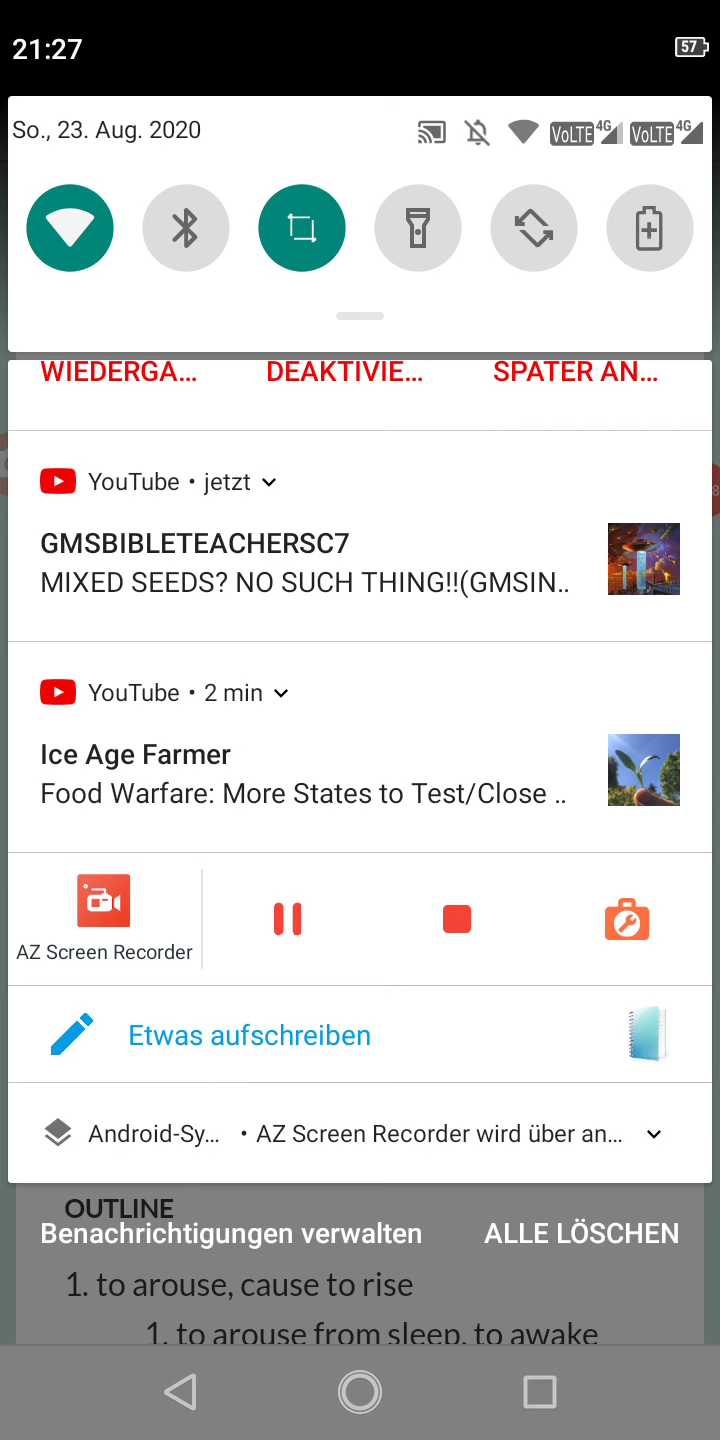 21:27
57
So., 23. Aug. 2020
VoLTE 4G VoLTE 4G
WIEDERGA… DEAKTIVIE… SPÄTER AN…
YouTube • jetzt
GMSBIBLETEACHERSC7
MIXED SEEDS? NO SUCH THING!!(GMSIN..
YouTube • 2 min
Ice Age Farmer
Food Warfare: More States to Test/Close ..
AZ Screen Recorder
Etwas aufschreiben
Android-Sy… • AZ Screen Recorder wird über an…
OUTLINE
Benachrichtigungen verwalten ALLE LÖSCHEN
1. to arouse, cause to rise
1. to arouse from sleep, to awake